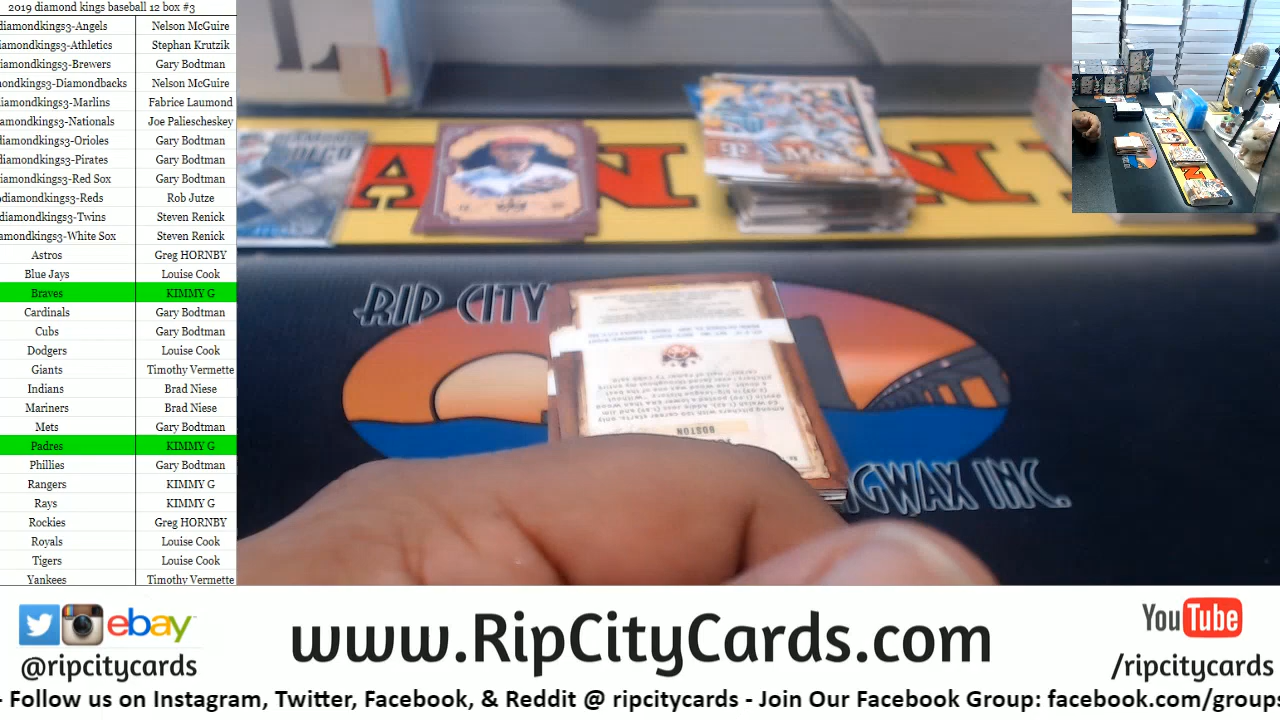 2019 diamond kings baseball 12 box #3
diamondkings3-Angels Nelson McGuire
iamondkings3-Athletics Stephan Krutzik
diamondkings3-Brewers Gary Bodtman
mondkings3-Diamondbacks Nelson McGuire
diamondkings3-Marlins Fabrice Laumond
iamondkings3-Nationals Joe Paliescheskey
diamondkings3-Orioles Gary Bodtman
diamondkings3-Pirates Gary Bodtman
diamondkings3-Red Sox Gary Bodtman
diamondkings3-Reds Rob Jutze
diamondkings3-Twins Steven Renick
amondkings3-White Sox Steven Renick
Astros Greg HORNBY
Blue Jays Louise Cook
Braves KIMMY G
Cardinals Gary Bodtman
Cubs Gary Bodtman
Dodgers Louise Cook
Giants Timothy Vermette
Indians Brad Niese
Mariners Brad Niese
Mets Gary Bodtman
Padres KIMMY G
Phillies Gary Bodtman
Rangers KIMMY G
Rays KIMMY G
Rockies Greg HORNBY
Royals Louise Cook
Tigers Louise Cook
Yankees Timothy Vermette
RIP CITY
GWAX INC.
BOSTON
ebay
@ripcitycards
www.RipCityCards.com
YouTube
/ripcitycards
- Follow us on Instagram, Twitter, Facebook, & Reddit @ ripcitycards - Join Our Facebook Group: facebook.com/groups